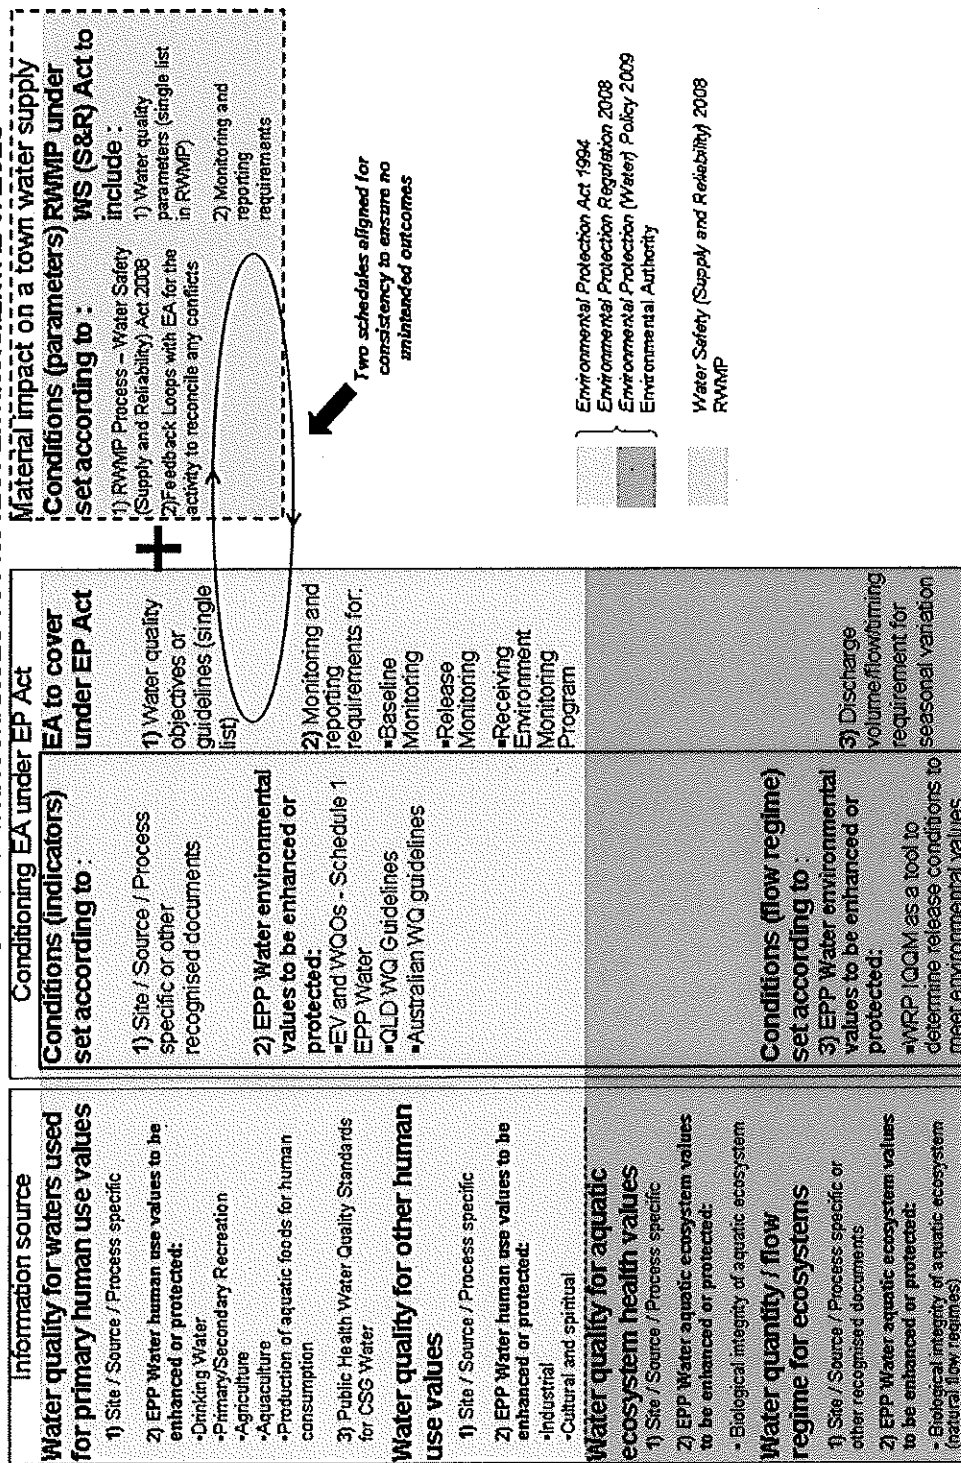 Information source
Water quality for waters used
for primary human use values
1) Site / Source / Process specific
2) EPP Water human use values to be
enhanced or protected:
•Drinking Water
•Primary/Secondary Recreation
•Agriculture
•Aquaculture
•Production of aquatic foods for human
consumption
3) Public Health Water Quality Standards
for CSG Water
Water quality for other human
use values
1) Site / Source / Process specific
2) EPP Water human use values to be
enhanced or protected:
•Industrial
•Cultural and spiritual
Water quality for aquatic
ecosystem health values
1) Site / Source / Process specific
2) EPP Water aquatic ecosystem values
to be enhanced or protected:
• Biological integrity of aquatic ecosystem
Water quantity / flow
regime for ecosystems
1) Site / Source / Process specific or
other recognised documents
2) EPP Water aquatic ecosystem values
to be enhanced or protected:
• Biological integrity of aquatic ecosystem
(natural flow regimes)
Conditioning EA under EP Act
Conditions (indicators)
set according to :
1) Site / Source / Process
specific or other
recognised documents
2) EPP Water environmental
values to be enhanced or
protected:
▪EV and WQOs - Schedule 1
EPP Water
▪QLD WQ Guidelines
▪Australian WQ guidelines
Conditions (flow regime)
set according to :
3) EPP Water environmental
values to be enhanced or
protected:
▪WRP IQQM as a tool to
determine release conditions to
meet environmental values
EA to cover
under EP Act
1) Water quality
objectives or
guidelines (single
list)
2) Monitoring and
reporting
requirements for:
▪Baseline
Monitoring
▪Release
Monitoring
▪Receiving
Environment
Monitoring
Program
3) Discharge
volume/flow/timing
requirement for
seasonal variation
+
Material impact on a town water supply
Conditions (parameters)
set according to :
1) RWMP Process – Water Safety
(Supply and Reliability) Act 2008
2)Feedback Loops with EA for the
activity to reconcile any conflicts
RWMP under
WS (S&R) Act to
include :
1) Water quality
parameters (single list
in RWMP)
2) Monitoring and
reporting
requirements
Two schedules aligned for
consistency to ensure no
unintended outcomes
Environmental Protection Act 1994
Environmental Protection Regulation 2008
Environmental Protection (Water) Policy 2009
Environmental Authority
Water Safety (Supply and Reliability) 2008
RWMP